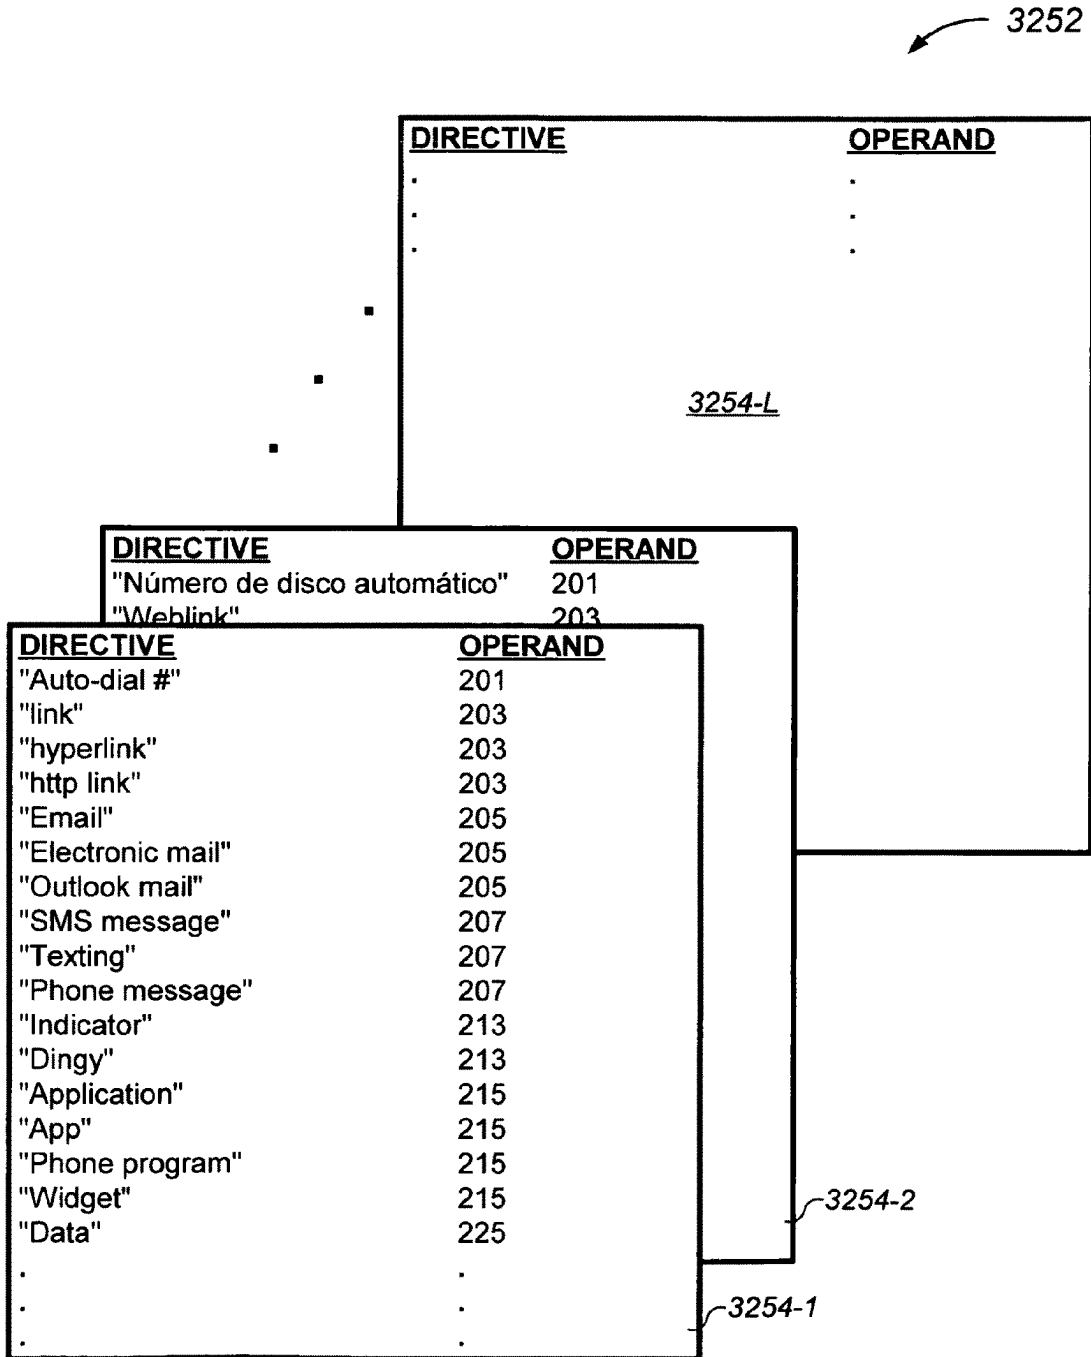 3252
DIRECTIVE OPERAND
. .
. .
. .
3254-L
DIRECTIVE OPERAND
"Número de disco automático" 201
"Weblink" 203
DIRECTIVE OPERAND
"Auto-dial #" 201
"link" 203
"hyperlink" 203
"http link" 203
"Email" 205
"Electronic mail" 205
"Outlook mail" 205
"SMS message" 207
"Texting" 207
"Phone message" 207
"Indicator" 213
"Dingy" 213
"Application" 215
"App" 215
"Phone program" 215
"Widget" 215
"Data" 225
. .
. .
. .
3254-2
3254-1